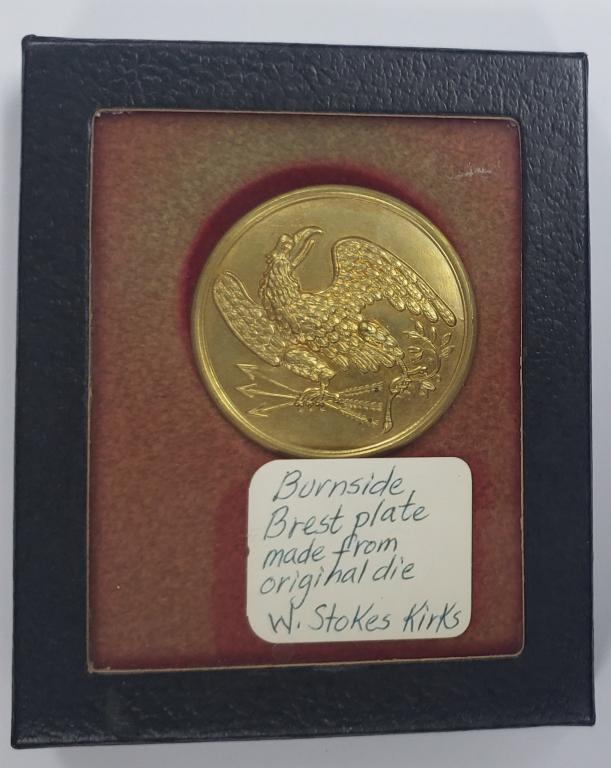 Burnside
Brest plate
made from
original die
W. Stokes Kirks